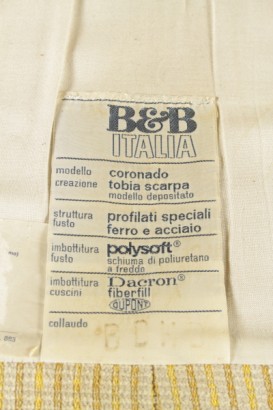 B&B
ITALIA
modello coronado
creazione tobia scarpa
modello depositato
struttura profilati speciali
fusto ferro e acciaio
imbottitura polysoft®
fusto schiuma di poliuretano
a freddo
imbottitura Dacron®
cuscini fiberfill
DUPONT
collaudo